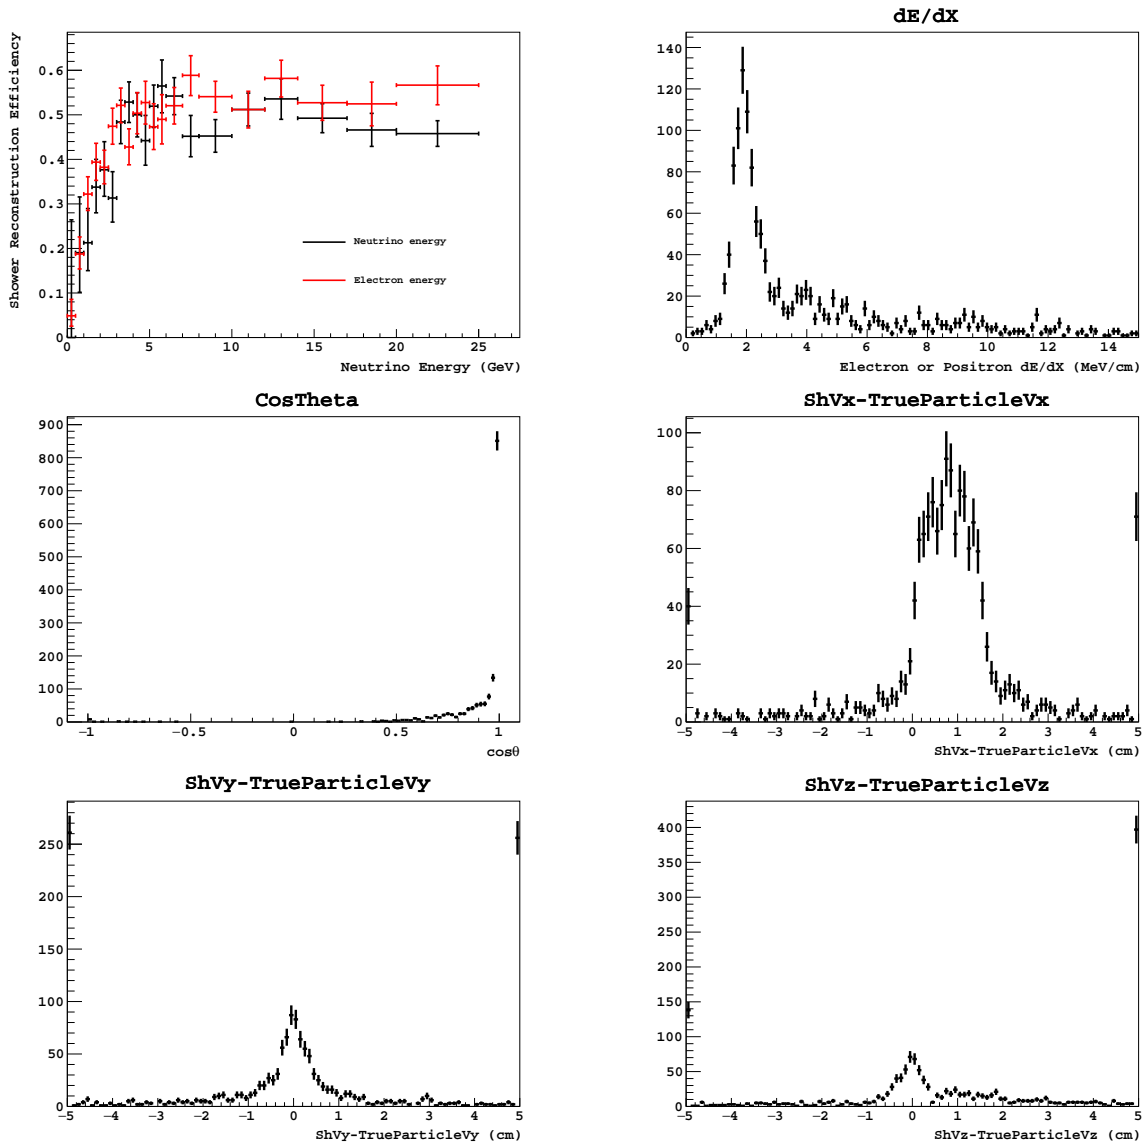 Shower Reconstruction Efficiency
0.6
0.5
0.4
0.3
0.2
0.1
0
0 5 10 15 20 25
Neutrino energy
Electron energy
Neutrino Energy (GeV)
dE/dX
140
120
100
80
60
40
20
0
0 2 4 6 8 10 12 14
Electron or Positron dE/dX (MeV/cm)
CosTheta
900
800
700
600
500
400
300
200
100
0
−1 −0.5 0 0.5 1
cosθ
ShVx-TrueParticleVx
100
80
60
40
20
0
−5 −4 −3 −2 −1 0 1 2 3 4 5
ShVx-TrueParticleVx (cm)
ShVy-TrueParticleVy
250
200
150
100
50
0
−5 −4 −3 −2 −1 0 1 2 3 4 5
ShVy-TrueParticleVy (cm)
ShVz-TrueParticleVz
400
350
300
250
200
150
100
50
0
−5 −4 −3 −2 −1 0 1 2 3 4 5
ShVz-TrueParticleVz (cm)